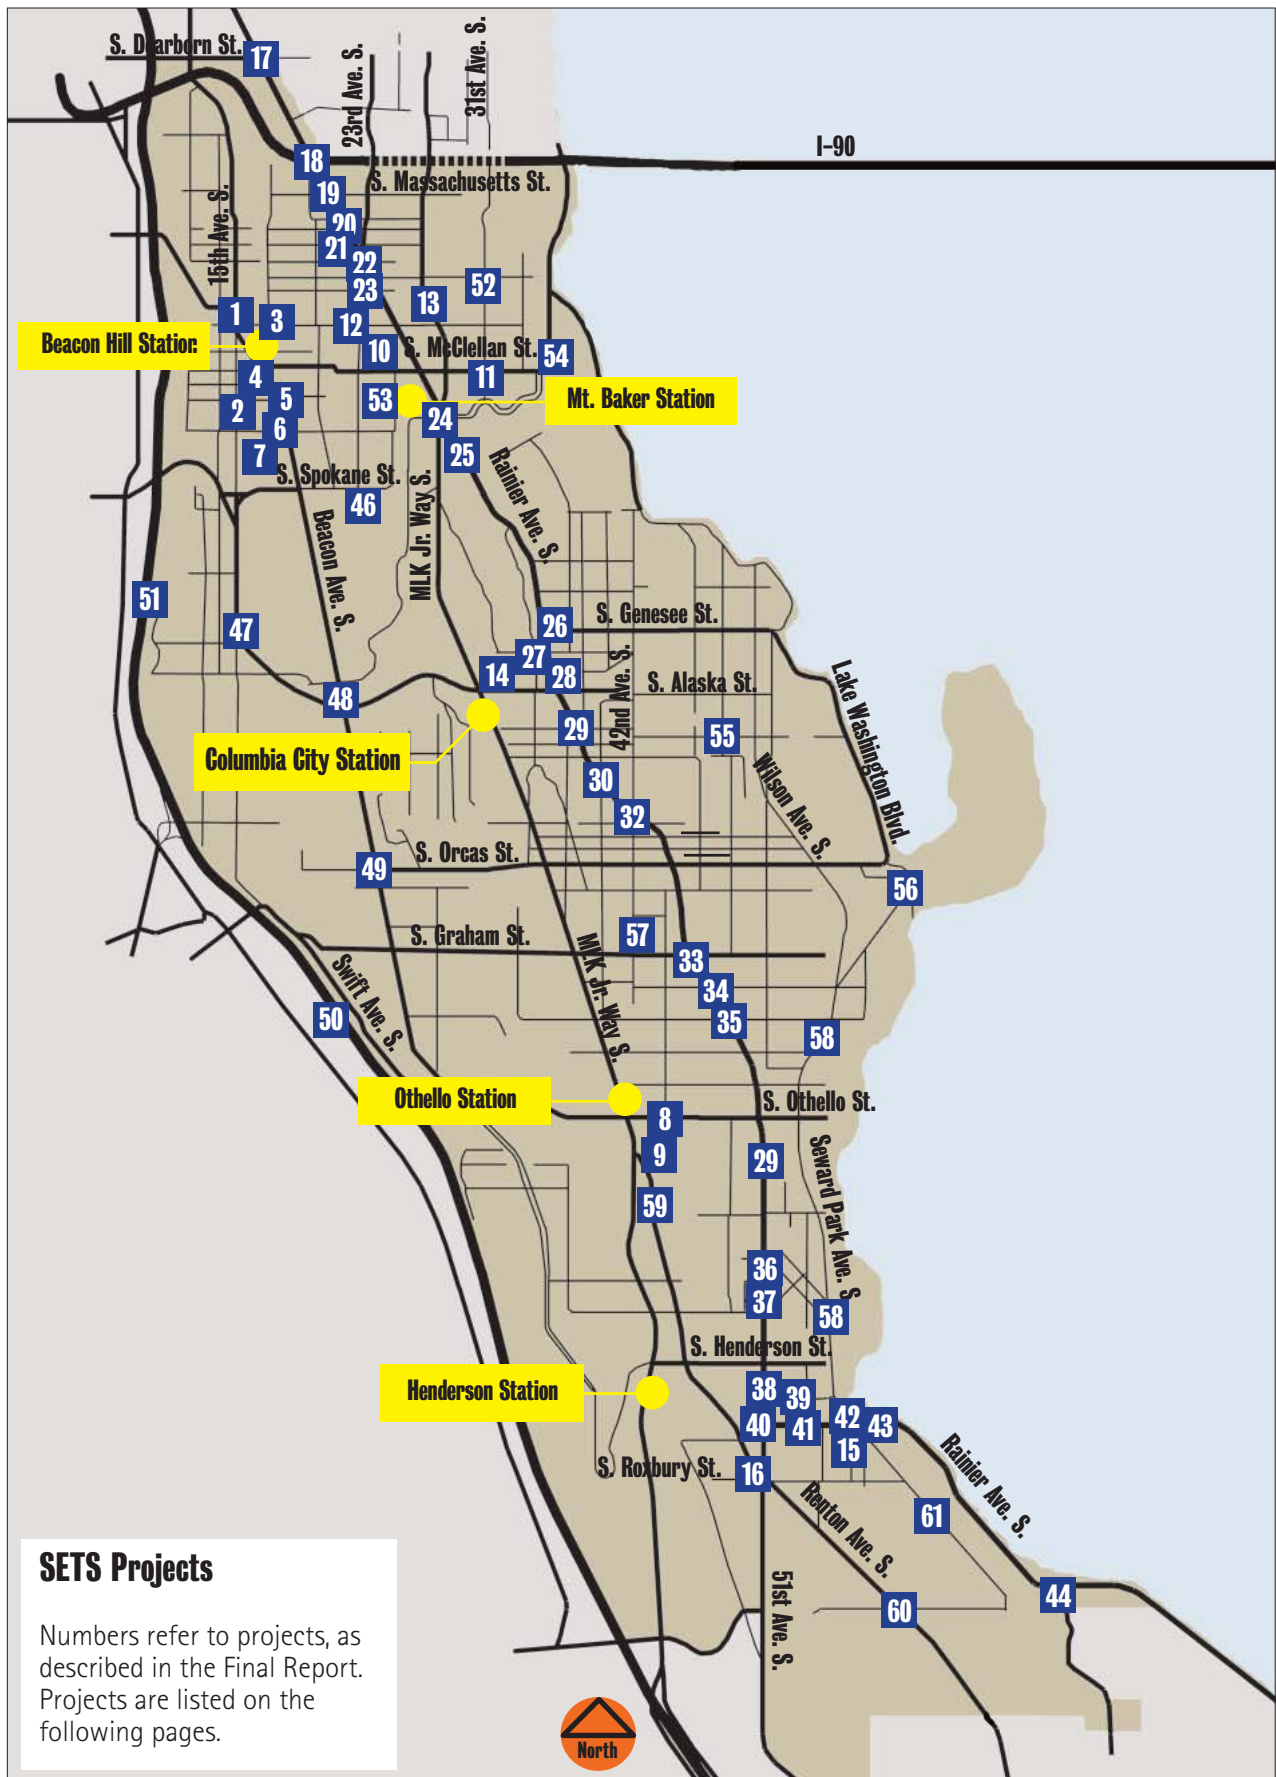 S. Dearborn St.
17
23rd Ave. S.
31st Ave. S.
I-90
18
S. Massachusetts St.
19
15th Ave. S.
20
21
22
23
52
13
1
3
12
Beacon Hill Station
10
S. McClellan St.
54
4
11
53
Mt. Baker Station
5
2
24
6
7
25
S. Spokane St.
Rainier Ave. S.
46
Beacon Ave. S.
MLK Jr. Way S.
51
47
26
S. Genesee St.
27
14
28
42nd Ave. S.
S. Alaska St.
48
Lake Washington Blvd.
29
55
Columbia City Station
Wilson Ave. S.
30
32
S. Orcas St.
49
56
S. Graham St.
57
MLK Jr. Way S.
33
Swift Ave. S.
34
50
35
58
Othello Station
S. Othello St.
8
9
29
Seward Park Ave. S.
59
36
37
58
S. Henderson St.
Henderson Station
38
39
40
41
42
43
15
S. Roxbury St.
16
Rainier Ave. S.
Renton Ave. S.
61
44
60
51st Ave. S.
SETS Projects
Numbers refer to projects, as
described in the Final Report.
Projects are listed on the
following pages.
North